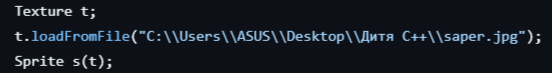 Texture t;
t.loadFromFile("C:\\Users\\ASUS\\Desktop\\Дитя C++\\saper.jpg");
Sprite s(t);